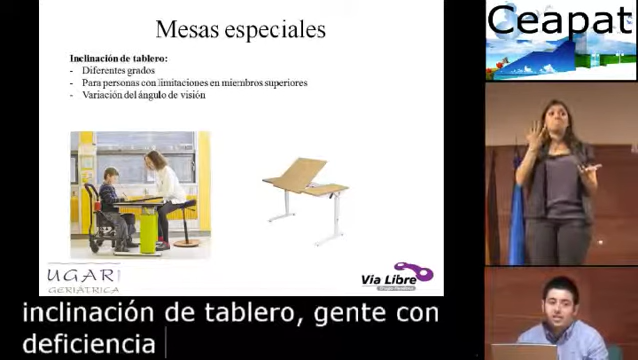 Mesas especiales
Ceapat
Inclinación de tablero:
- Diferentes grados
- Para personas con limitaciones en miembros superiores
- Variación del ángulo de visión
UGARI
GERIÁTRICA
Via Libre
inclinación de tablero, gente con
deficiencia